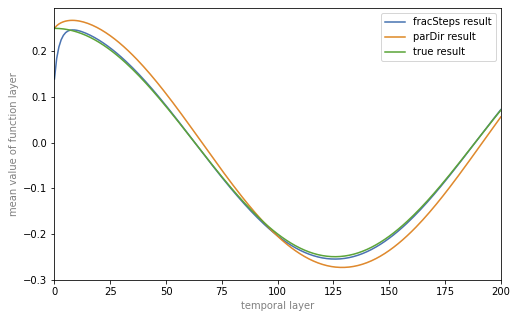 fracSteps result
parDir result
true result
mean value of function layer
0.2
0.1
0.0
−0.1
−0.2
−0.3
0 25 50 75 100 125 150 175 200
temporal layer